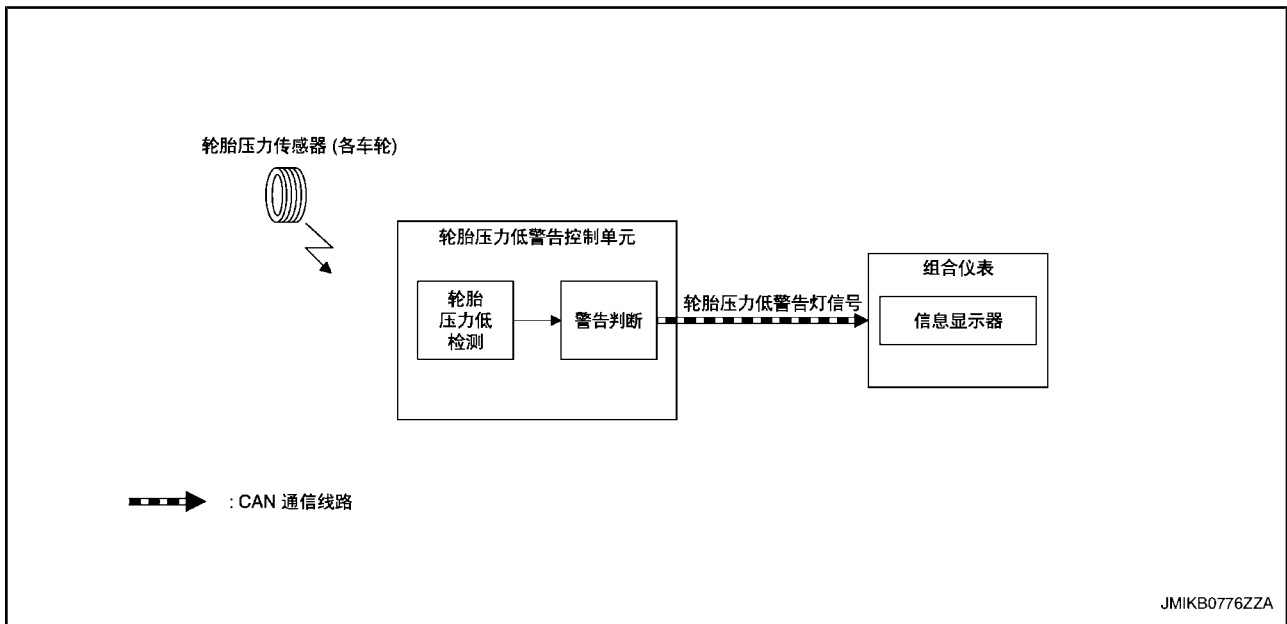 轮胎压力传感器 (各车轮)
轮胎压力低警告控制单元
轮胎
压力低
检测
警告判断
轮胎压力低警告灯信号
组合仪表
信息显示器
: CAN 通信线路
JMIKB0776ZZA